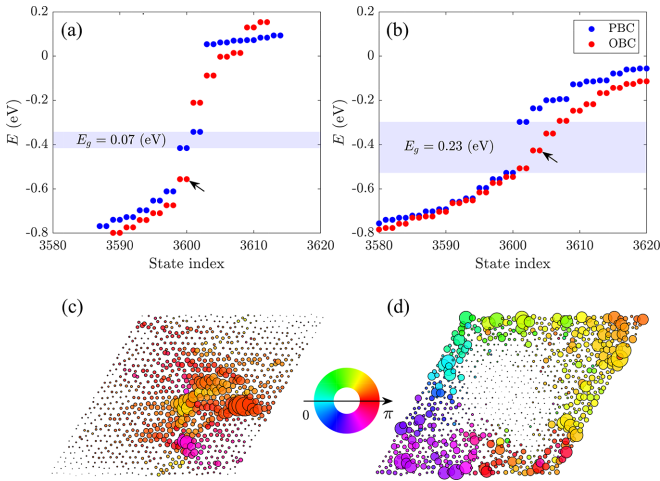 (a)
E (eV)
0.2
0
-0.2
-0.4
-0.6
-0.8
E_g = 0.07 (eV)
3580
3590
3600
3610
3620
State index
(b)
E (eV)
0.2
0
-0.2
-0.4
-0.6
-0.8
PBC
OBC
E_g = 0.23 (eV)
3580
3590
3600
3610
3620
State index
(c)
(d)
0
π